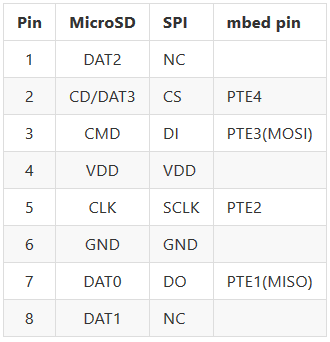 Pin MicroSD SPI mbed pin
1 DAT2 NC
2 CD/DAT3 CS PTE4
3 CMD DI PTE3(MOSI)
4 VDD VDD
5 CLK SCLK PTE2
6 GND GND
7 DAT0 DO PTE1(MISO)
8 DAT1 NC